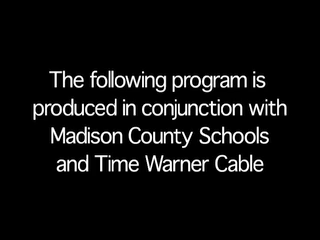 The following program is
produced in conjunction with
Madison County Schools
and Time Warner Cable